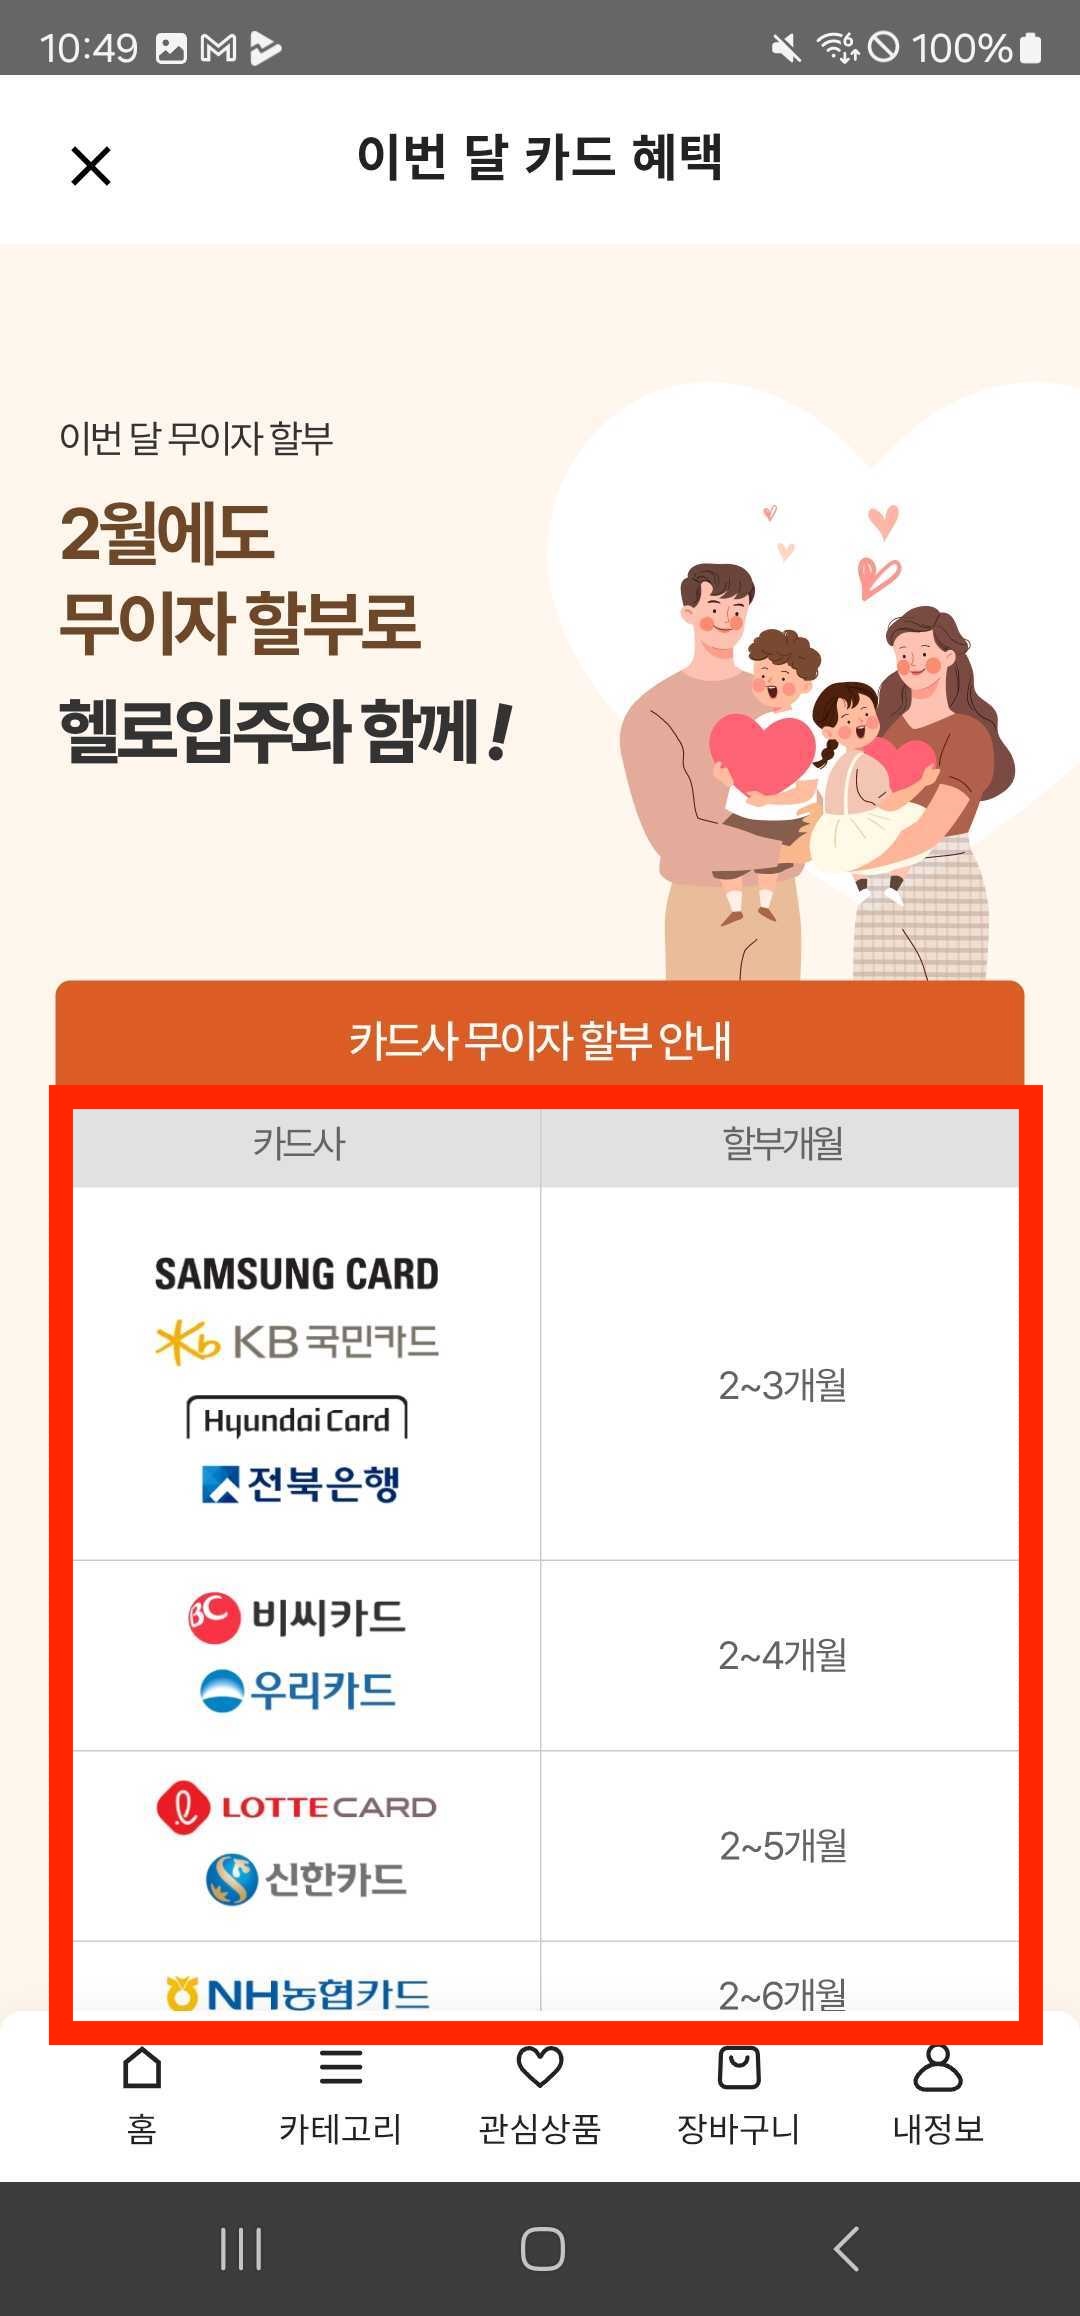 10:49
6
100%
이번 달 카드 혜택
이번 달 무이자 할부
2월에도
무이자 할부로
헬로입주와 함께!
카드사 무이자 할부 안내
카드사 할부개월
SAMSUNG CARD
KB 국민카드
Hyundai Card
전북은행
2~3개월
BC 비씨카드
우리카드
2~4개월
LOTTE CARD
신한카드
2~5개월
NH농협카드 2~6개월
홈 카테고리 관심상품 장바구니 내정보